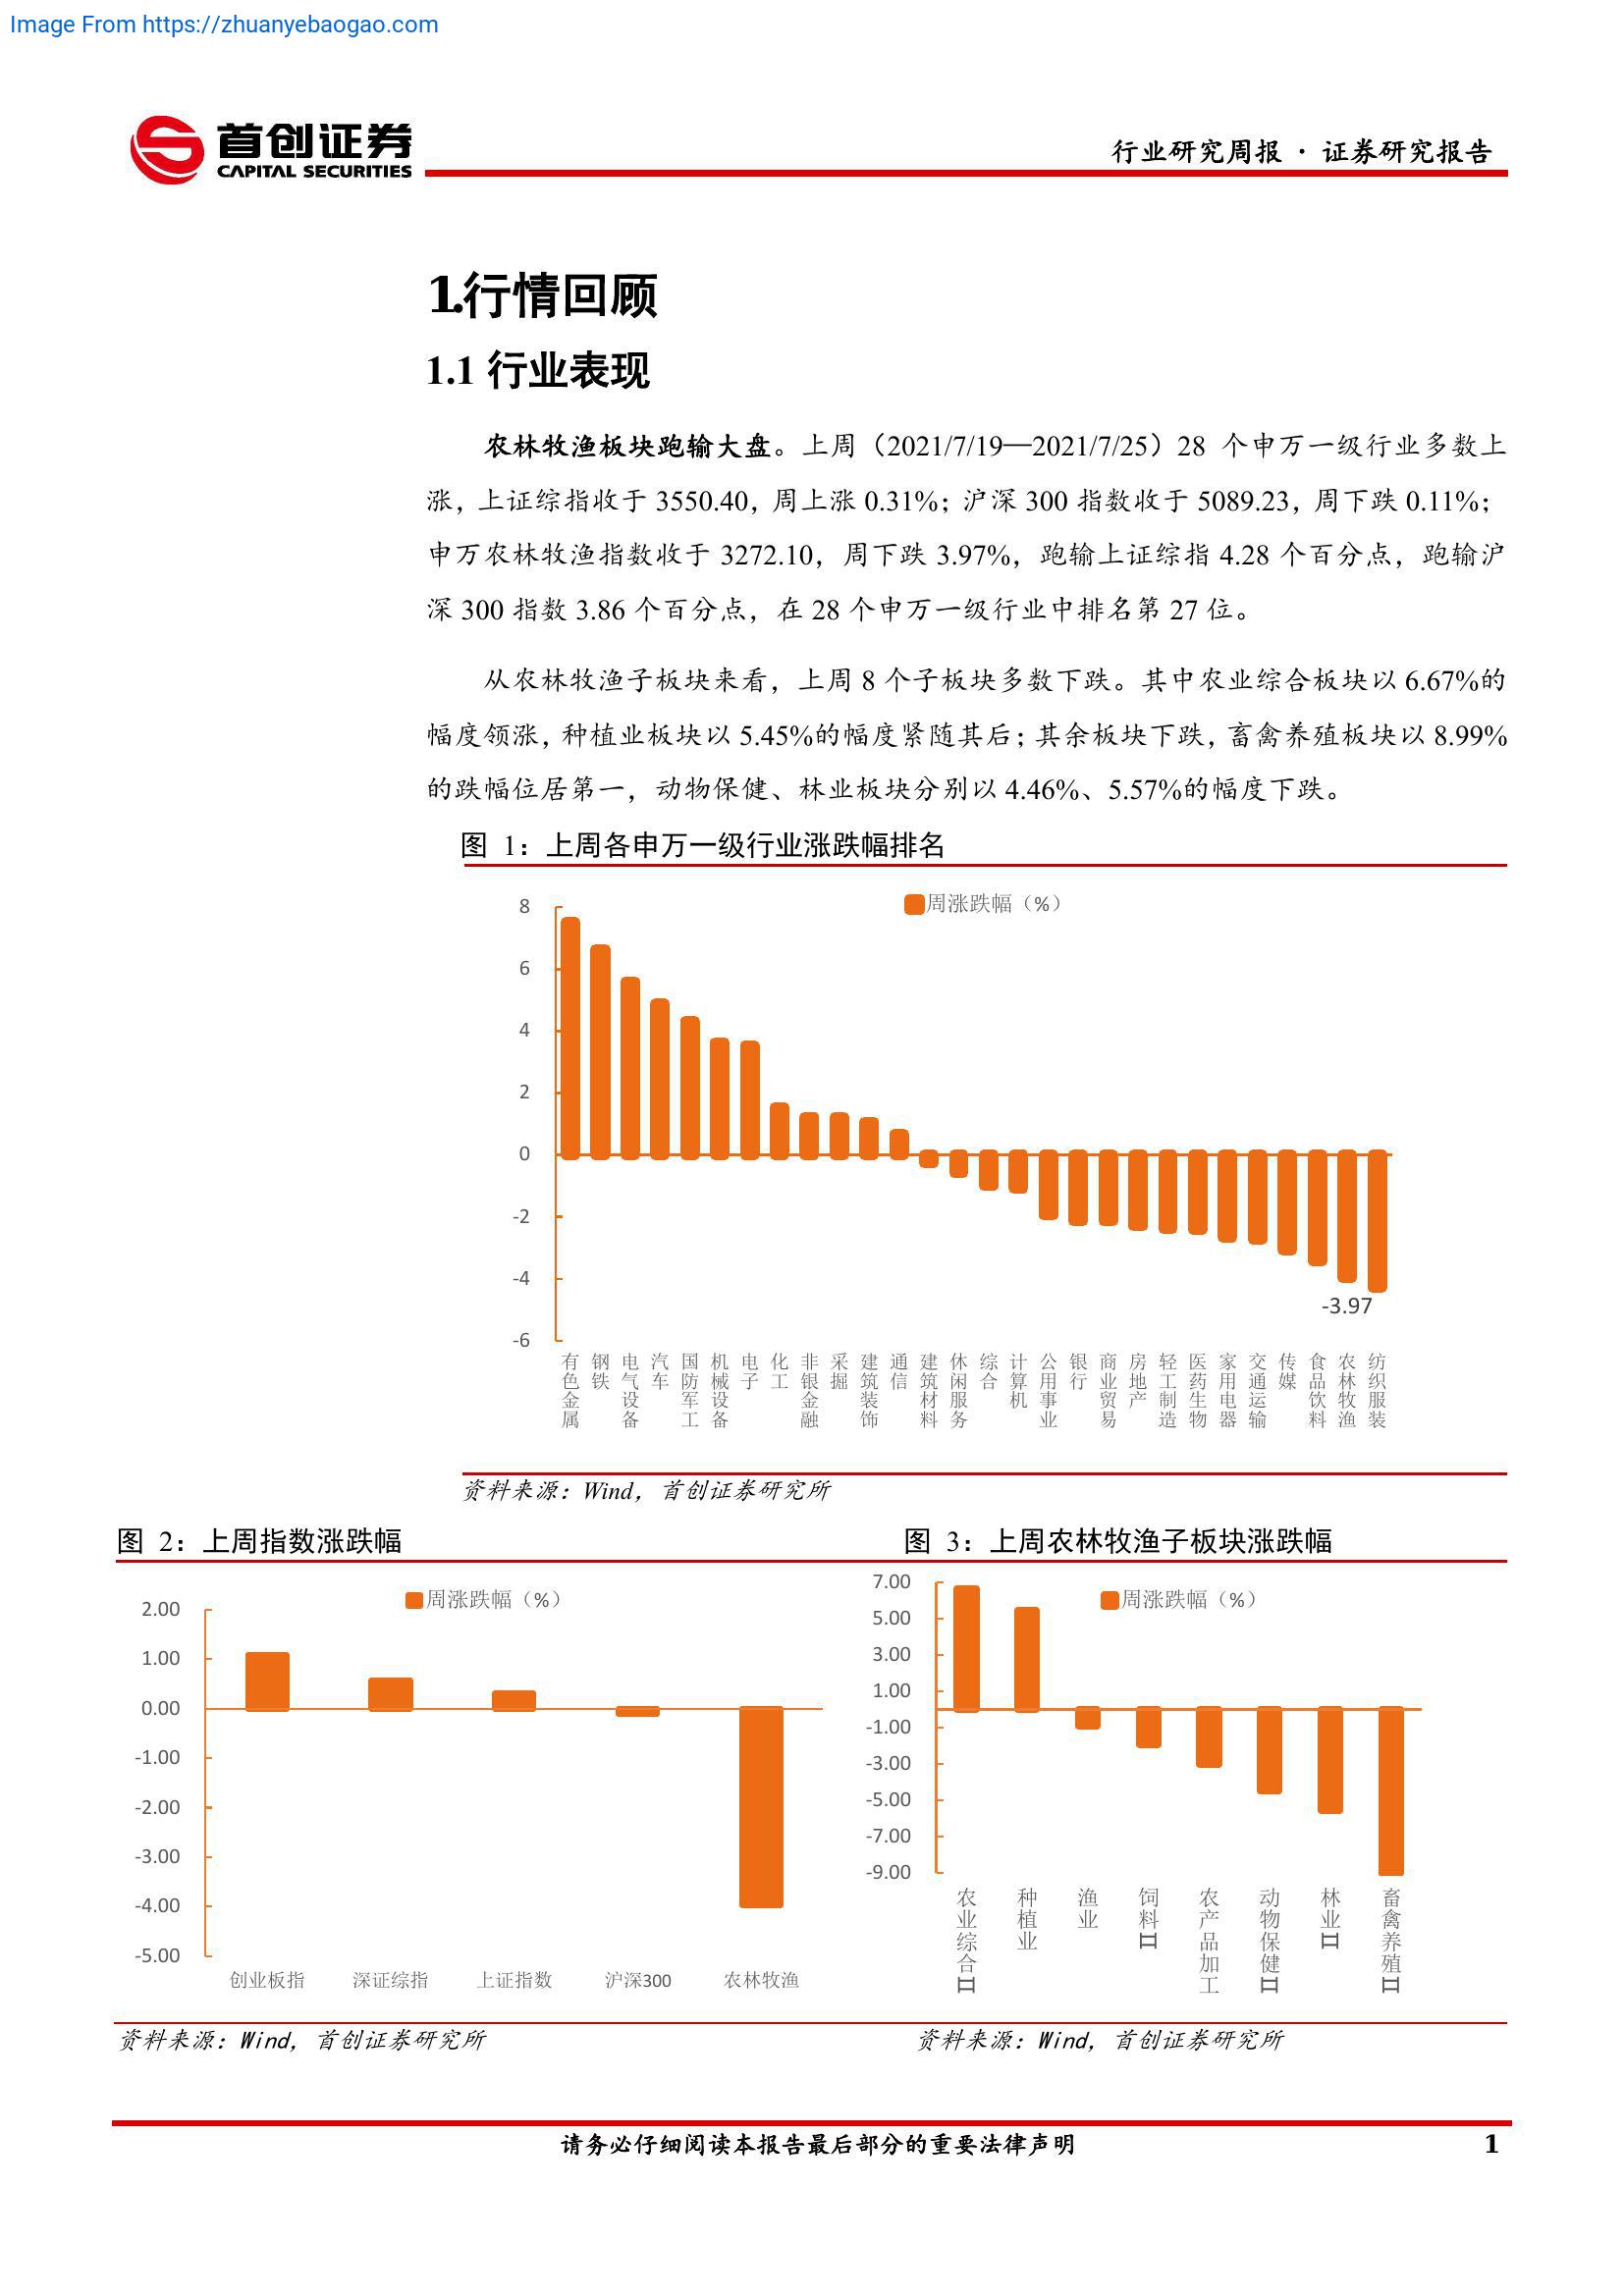 Image From https://zhuanyebaogao.com
首创证券
CAPITAL SECURITIES
行业研究周报 · 证券研究报告
1.行情回顾
1.1 行业表现
农林牧渔板块跑输大盘。上周（2021/7/19—2021/7/25）28 个申万一级行业多数上
涨，上证综指收于 3550.40，周上涨 0.31%；沪深 300 指数收于 5089.23，周下跌 0.11%；
申万农林牧渔指数收于 3272.10，周下跌 3.97%，跑输上证综指 4.28 个百分点，跑输沪
深 300 指数 3.86 个百分点，在 28 个申万一级行业中排名第 27 位。
从农林牧渔子板块来看，上周 8 个子板块多数下跌。其中农业综合板块以 6.67%的
幅度领涨，种植业板块以 5.45%的幅度紧随其后；其余板块下跌，畜禽养殖板块以 8.99%
的跌幅位居第一，动物保健、林业板块分别以 4.46%、5.57%的幅度下跌。
图 1：上周各申万一级行业涨跌幅排名
周涨跌幅（%）
8
6
4
2
0
-2
-4
-6
-3.97
有色金属
钢铁
电气设备
汽车
国防军工
机械设备
电子
化工
非银金融
采掘
建筑装饰
通信
建筑材料
休闲服务
综合
计算机
公用事业
银行
商业贸易
房地产
轻工制造
医药生物
家用电器
交通运输
传媒
食品饮料
农林牧渔
纺织服装
资料来源：Wind，首创证券研究所
图 2：上周指数涨跌幅
周涨跌幅（%）
2.00
1.00
0.00
-1.00
-2.00
-3.00
-4.00
-5.00
创业板指
深证综指
上证指数
沪深300
农林牧渔
资料来源：Wind，首创证券研究所
图 3：上周农林牧渔子板块涨跌幅
周涨跌幅（%）
7.00
5.00
3.00
1.00
-1.00
-3.00
-5.00
-7.00
-9.00
农业综合Ⅱ
种植业
渔业
饲料Ⅱ
农产品加工
动物保健Ⅱ
林业Ⅱ
畜禽养殖Ⅱ
资料来源：Wind，首创证券研究所
请务必仔细阅读本报告最后部分的重要法律声明
1